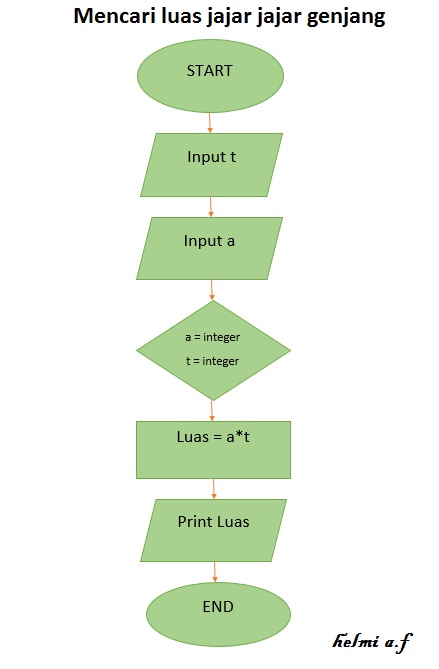 Mencari luas jajar jajar genjang
START
Input t
Input a
a = integer
t = integer
Luas = a*t
Print Luas
END
helmi a.f